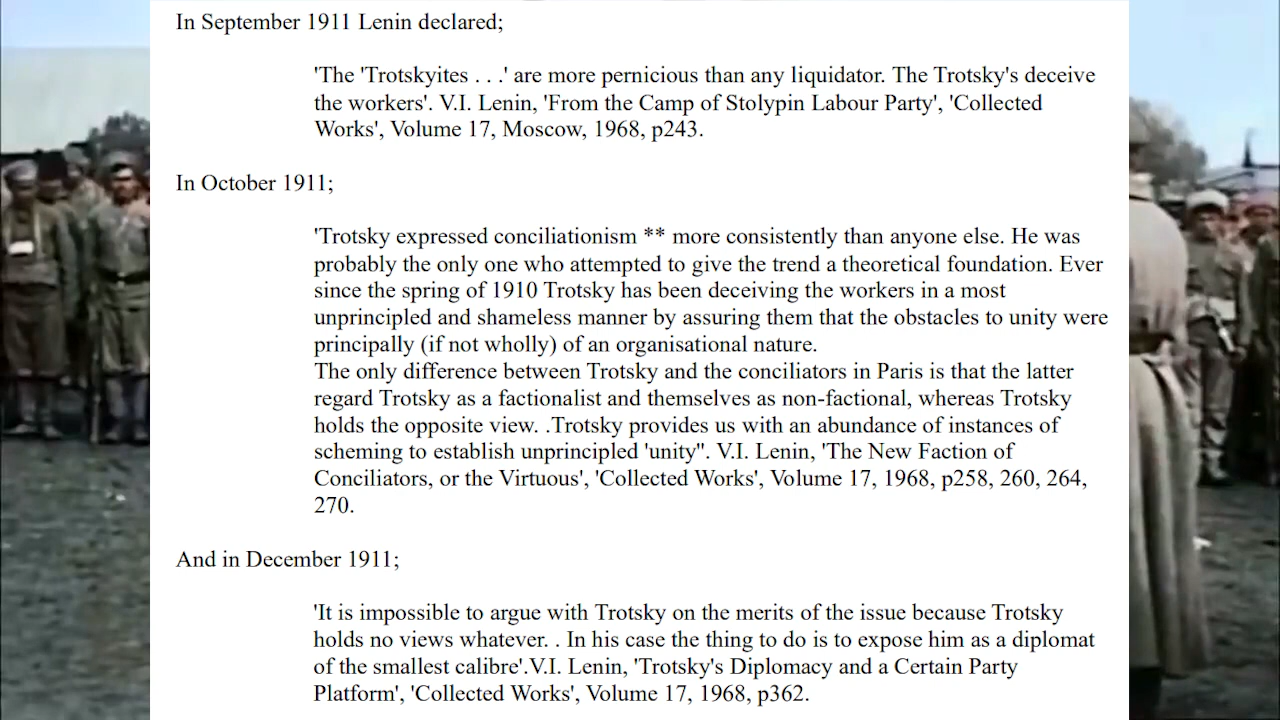 In September 1911 Lenin declared;
'The 'Trotskyites . . .' are more pernicious than any liquidator. The Trotsky's deceive
the workers'. V.I. Lenin, 'From the Camp of Stolypin Labour Party', 'Collected
Works', Volume 17, Moscow, 1968, p243.
In October 1911;
'Trotsky expressed conciliationism ** more consistently than anyone else. He was
probably the only one who attempted to give the trend a theoretical foundation. Ever
since the spring of 1910 Trotsky has been deceiving the workers in a most
unprincipled and shameless manner by assuring them that the obstacles to unity were
principally (if not wholly) of an organisational nature.
The only difference between Trotsky and the conciliators in Paris is that the latter
regard Trotsky as a factionalist and themselves as non-factional, whereas Trotsky
holds the opposite view. .Trotsky provides us with an abundance of instances of
scheming to establish unprincipled 'unity''. V.I. Lenin, 'The New Faction of
Conciliators, or the Virtuous', 'Collected Works', Volume 17, 1968, p258, 260, 264,
270.
And in December 1911;
'It is impossible to argue with Trotsky on the merits of the issue because Trotsky
holds no views whatever. . In his case the thing to do is to expose him as a diplomat
of the smallest calibre'.V.I. Lenin, 'Trotsky's Diplomacy and a Certain Party
Platform', 'Collected Works', Volume 17, 1968, p362.